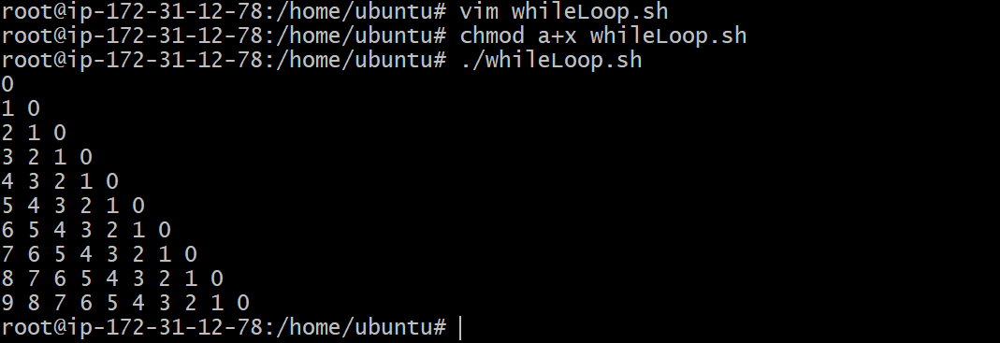 root@ip-172-31-12-78:/home/ubuntu# vim whileLoop.sh
root@ip-172-31-12-78:/home/ubuntu# chmod a+x whileLoop.sh
root@ip-172-31-12-78:/home/ubuntu# ./whileLoop.sh
0
1 0
2 1 0
3 2 1 0
4 3 2 1 0
5 4 3 2 1 0
6 5 4 3 2 1 0
7 6 5 4 3 2 1 0
8 7 6 5 4 3 2 1 0
9 8 7 6 5 4 3 2 1 0
root@ip-172-31-12-78:/home/ubuntu#